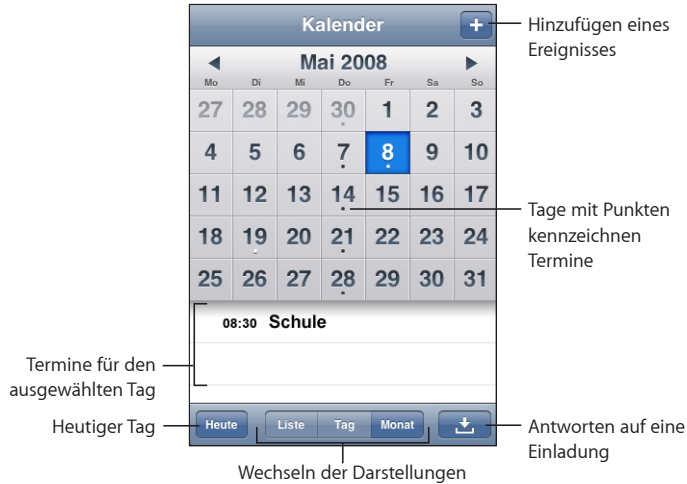 Kalender
+
Hinzufügen eines
Ereignisses
Mai 2008
Mo Di Mi Do Fr Sa So
27 28 29 30 1 2 3
4 5 6 7 8 9 10
11 12 13 14 15 16 17
18 19 20 21 22 23 24
25 26 27 28 29 30 31
Tage mit Punkten
kennzeichnen
Termine
08:30 Schule
Termine für den
ausgewählten Tag
Heutiger Tag
Heute Liste Tag Monat
Antworten auf eine
Einladung
Wechseln der Darstellungen